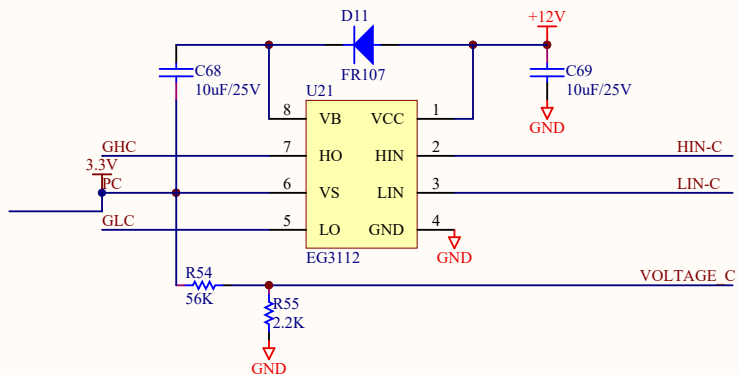 D11
+12V
C68
10uF/25V
FR107
C69
10uF/25V
U21
8 VB VCC 1
GND
GHC 7 HO HIN 2 HIN-C
3.3V
PC 6 VS LIN 3 LIN-C
GLC 5 LO GND 4
GND
EG3112
R54
56K
VOLTAGE_C
R55
2.2K
GND